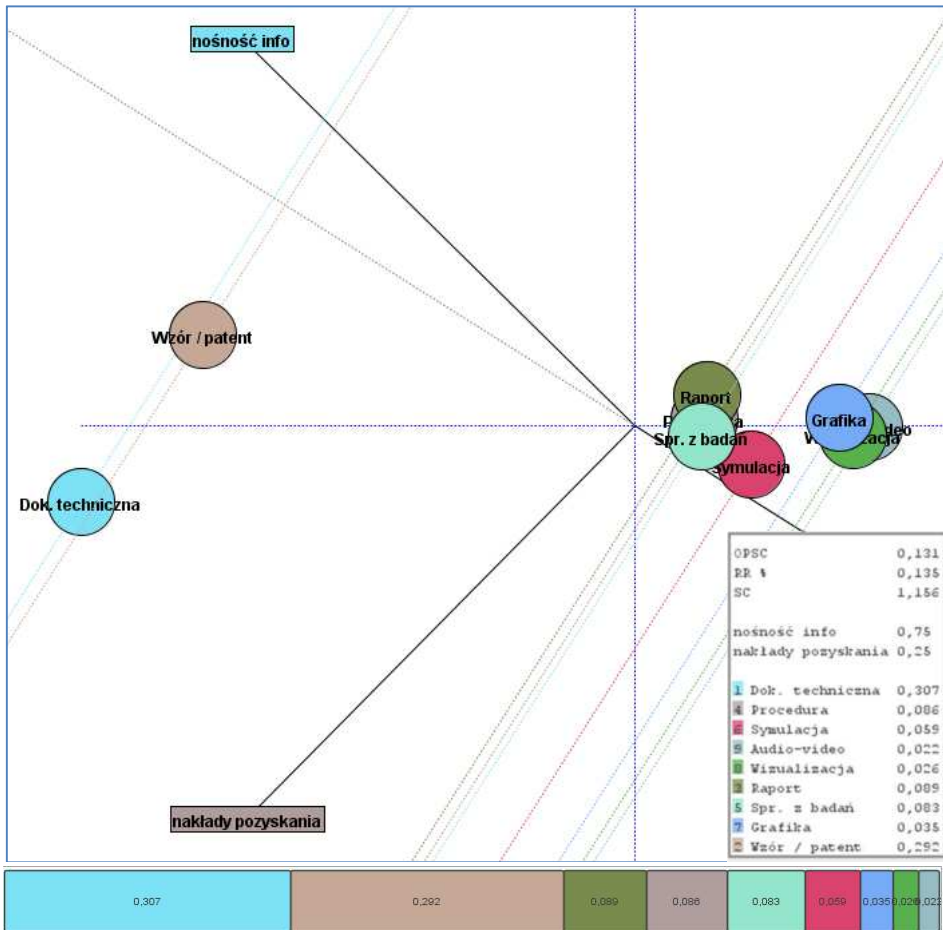 nośność info
Wzór / patent
Raport
Grafika
Spr. z badań
Symulacja
Dok. techniczna
nakłady pozyskania
OPSC 0,131
RR % 0,135
SC 1,156
nośność info 0,75
nakłady pozyskania 0,25
1 Dok. techniczna 0,307
4 Procedura 0,086
6 Symulacja 0,059
9 Audio-video 0,022
8 Wizualizacja 0,026
3 Raport 0,089
5 Spr. z badań 0,083
7 Grafika 0,035
2 Wzór / patent 0,292
0,307 0,292 0,089 0,086 0,083 0,059 0,035 0,026 0,022